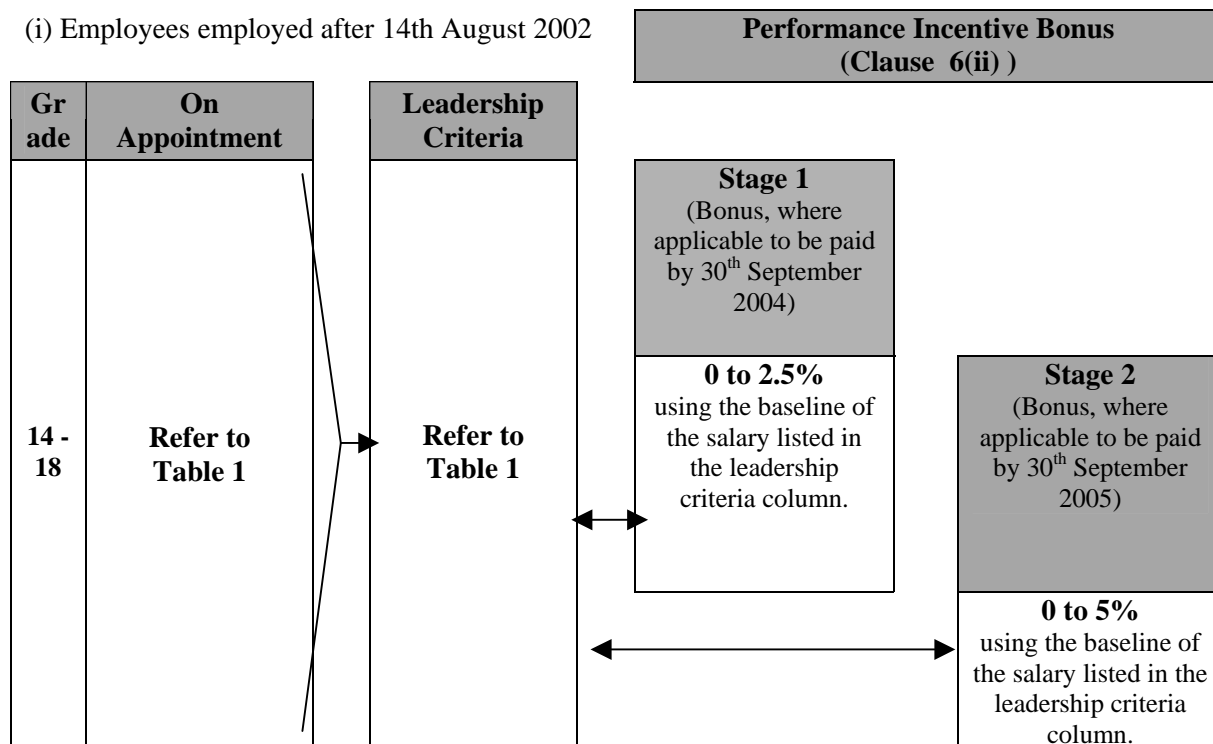 (i) Employees employed after 14th August 2002
Performance Incentive Bonus
(Clause 6(ii) )
Gr
ade
On
Appointment
Leadership
Criteria
Stage 1
(Bonus, where
applicable to be paid
by 30th September
2004)
14 -
18
Refer to
Table 1
Refer to
Table 1
0 to 2.5%
using the baseline of
the salary listed in
the leadership
criteria column.
Stage 2
(Bonus, where
applicable to be paid
by 30th September
2005)
0 to 5%
using the baseline of
the salary listed in the
leadership criteria
column.